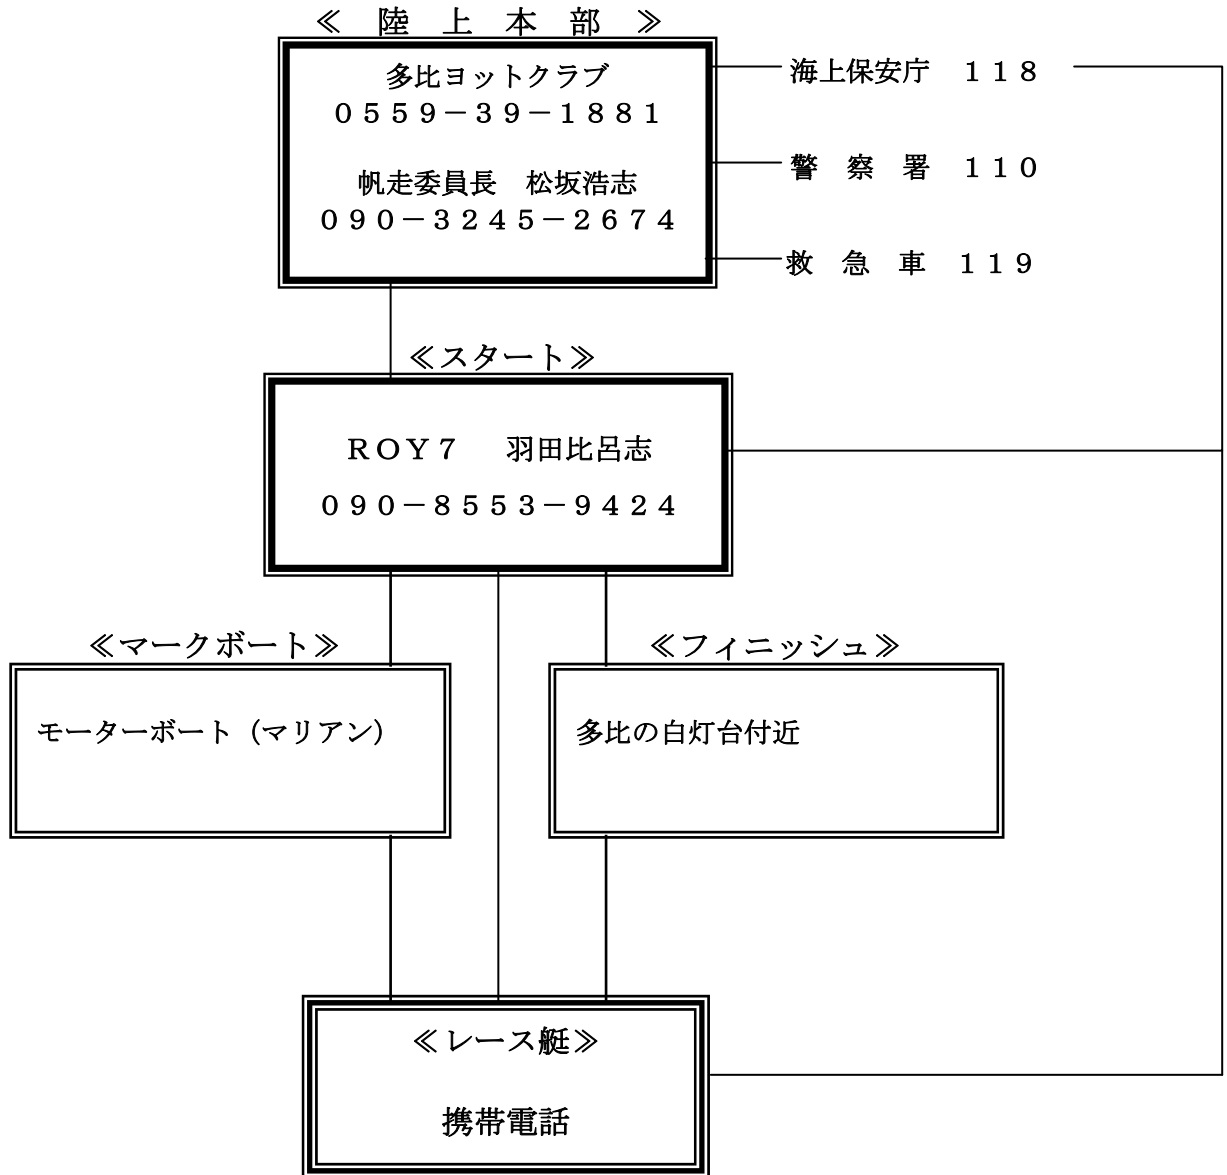 ≪　陸　上　本　部　≫
多比ヨットクラブ
０５５９－３９－１８８１
帆走委員長　松坂浩志
０９０－３２４５－２６７４
海上保安庁　１１８
警　察　署　１１０
救　急　車　１１９
≪スタート≫
ＲＯＹ７　羽田比呂志
０９０－８５５３－９４２４
≪マークボート≫
モーターボート（マリアン）
≪フィニッシュ≫
多比の白灯台付近
≪レース艇≫
携帯電話